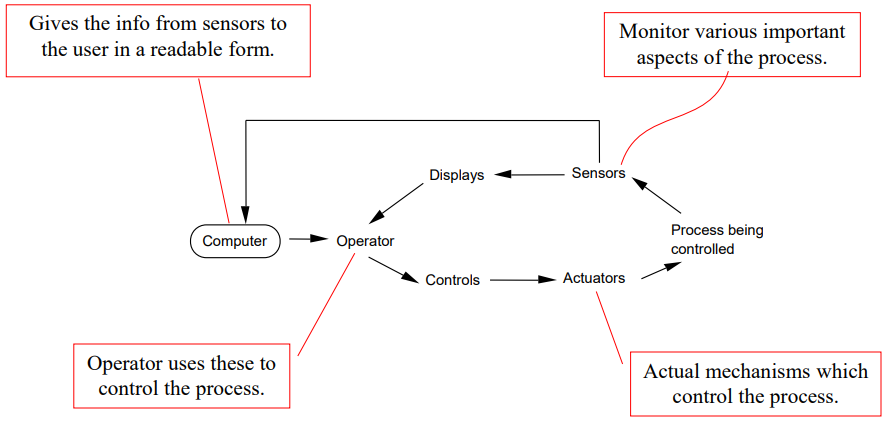 Gives the info from sensors to
the user in a readable form.
Monitor various important
aspects of the process.
Displays
Sensors
Computer
Operator
Process being
controlled
Controls
Actuators
Operator uses these to
control the process.
Actual mechanisms which
control the process.